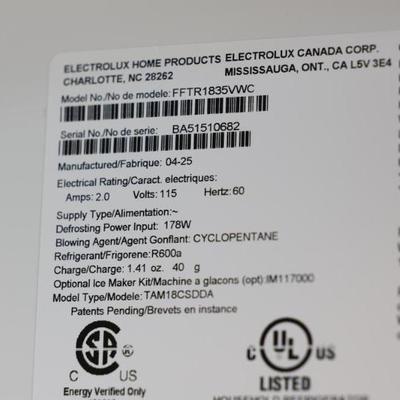 ELECTROLUX HOME PRODUCTS ELECTROLUX CANADA CORP.
CHARLOTTE, NC 28262 MISSISSAUGA, ONT., CA L5V 3E4
Model No./No de modele: FFTR1835VWC
Serial No./No de serie: BA51510682
Manufactured/Fabrique: 04-25
Electrical Rating/Caract. electriques:
Amps: 2.0 Volts: 115 Hertz: 60
Supply Type/Alimentation:~
Defrosting Power Input: 178W
Blowing Agent/Agent Gonflant: CYCLOPENTANE
Refrigerant/Frigorene: R600a
Charge/Charge: 1.41 oz. 40 g
Optional Ice Maker Kit/Machine a glacons (opt):IM117000
Model Type/Modele: TAM18CSDDA
Patents Pending/Brevets en instance
SP
C US
Energy Verified Only
C UL US
LISTED
HOUSEHOLD REFRIGERATOR